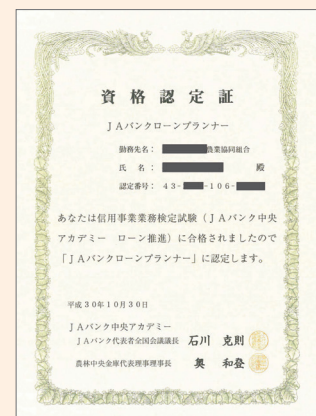 資格認定証
JAバンクローンプランナー
勤務先名: 農業協同組合
氏名: 殿
認定番号: 43- -106-
あなたは信用事業業務検定試験(JAバンク中央
アカデミー ローン推進)に合格されましたので
「JAバンクローンプランナー」に認定します。
平成30年10月30日
JAバンク中央アカデミー
JAバンク代表者全国会議議長 石川 克則
農林中央金庫代表理事理事長 奥 和登